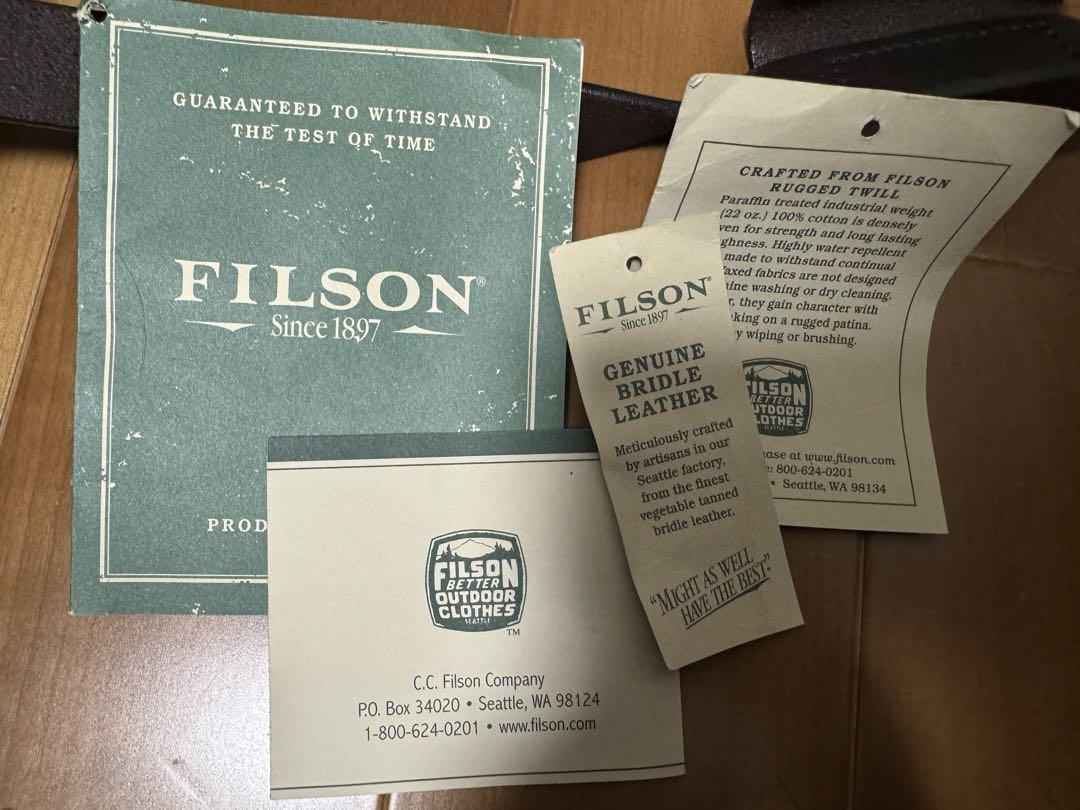 GUARANTEED TO WITHSTAND
THE TEST OF TIME
FILSON®
Since 1897
PROD
CRAFTED FROM FILSON
RUGGED TWILL
Paraffin treated industrial weight
(22 oz.) 100% cotton is densely
ven for strength and long lasting
ghness. Highly water repellent
made to withstand continual
axed fabrics are not designed
ine washing or dry cleaning.
r, they gain character with
king on a rugged patina.
y wiping or brushing.
FILSON
BETTER
OUTDOOR
CLOTHES
SEATTLE
ase at www.filson.com
e: 800-624-0201
• Seattle, WA 98134
FILSON®
Since 1897
GENUINE
BRIDLE
LEATHER
Meticulously crafted
by artisans in our
Seattle factory,
from the finest
vegetable tanned
bridle leather.
"MIGHT AS WELL
HAVE THE BEST"
FILSON
BETTER
OUTDOOR
CLOTHES
SEATTLE
TM
C.C. Filson Company
P.O. Box 34020 • Seattle, WA 98124
1-800-624-0201 • www.filson.com